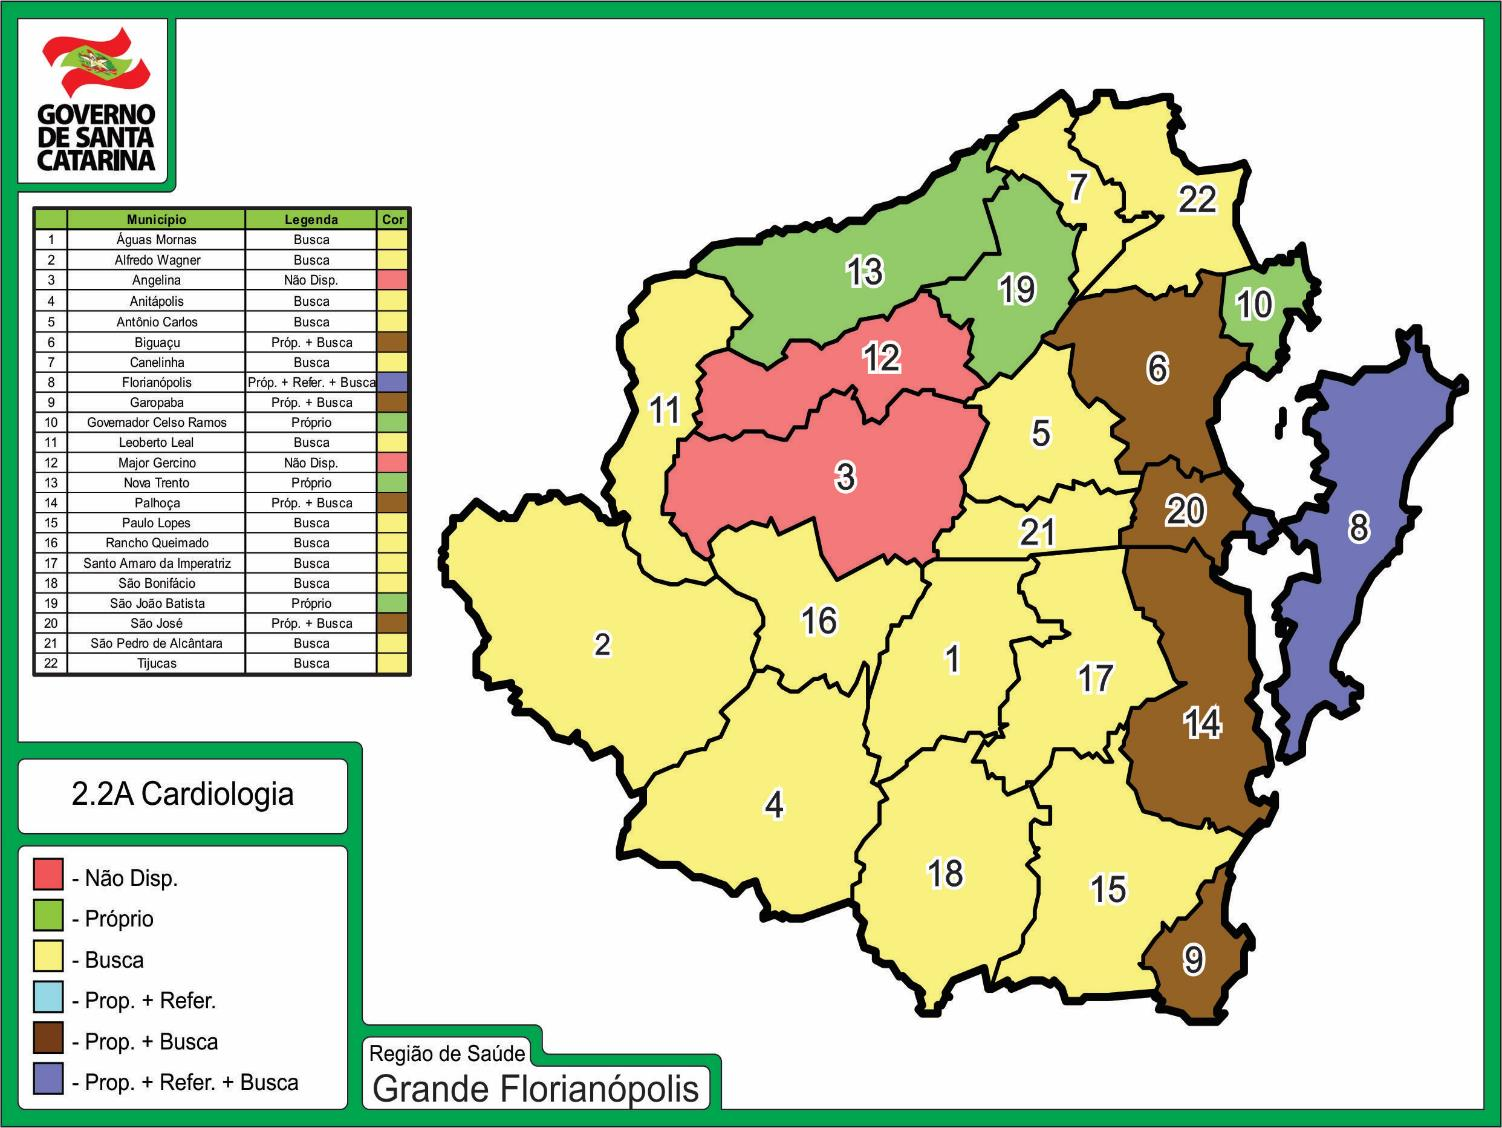 GOVERNO
DE SANTA
CATARINA
Município Legenda Cor
1 Águas Mornas Busca
2 Alfredo Wagner Busca
3 Angelina Não Disp.
4 Anitápolis Busca
5 Antônio Carlos Busca
6 Biguaçu Próp. + Busca
7 Canelinha Busca
8 Florianópolis Próp. + Refer. + Busca
9 Garopaba Próp. + Busca
10 Governador Celso Ramos Próprio
11 Leoberto Leal Busca
12 Major Gercino Não Disp.
13 Nova Trento Próprio
14 Palhoça Próp. + Busca
15 Paulo Lopes Busca
16 Rancho Queimado Busca
17 Santo Amaro da Imperatriz Busca
18 São Bonifácio Busca
19 São João Batista Próprio
20 São José Próp. + Busca
21 São Pedro de Alcântara Busca
22 Tijucas Busca
7
22
13
19
10
12
6
11
5
3
20
21
8
16
2
1
17
14
4
18
15
9
2.2A Cardiologia
- Não Disp.
- Próprio
- Busca
- Prop. + Refer.
- Prop. + Busca
- Prop. + Refer. + Busca
Região de Saúde
Grande Florianópolis